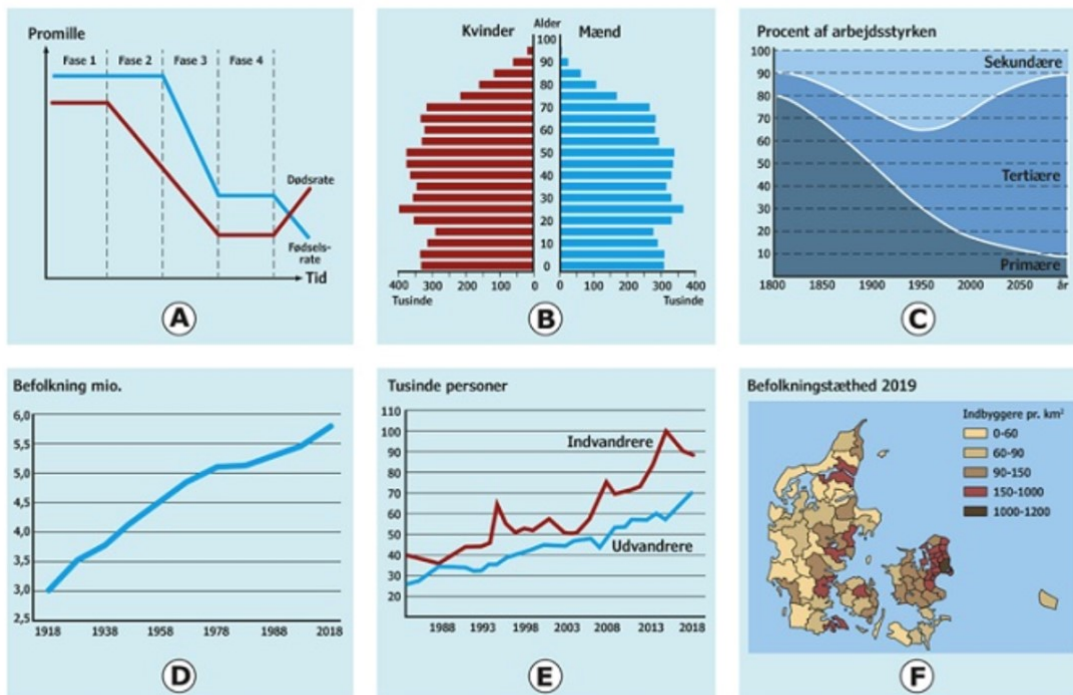 Promille
Fase 1 Fase 2 Fase 3 Fase 4
Dødsrate
Fødsels-
rate
Tid
A
Kvinder Alder Mænd
100
90
80
70
60
50
40
30
20
10
0
400 300 200 100 0 0 100 200 300 400
Tusinde Tusinde
B
Procent af arbejdsstyrken
100
90
80
70
60
50
40
30
20
10
Sekundære
Tertiære
Primære
1800 1850 1900 1950 2000 2050 år
C
Befolkning mio.
6,0
5,5
5,0
4,5
4,0
3,5
3,0
2,5
1918 1938 1958 1978 1988 2018
D
Tusinde personer
110
100
90
80
70
60
50
40
30
20
Indvandrere
Udvandrere
1988 1993 1998 2003 2008 2013 2018
E
Befolkningstæthed 2019
Indbyggere pr. km²
0-60
60-90
90-150
150-1000
1000-1200
F